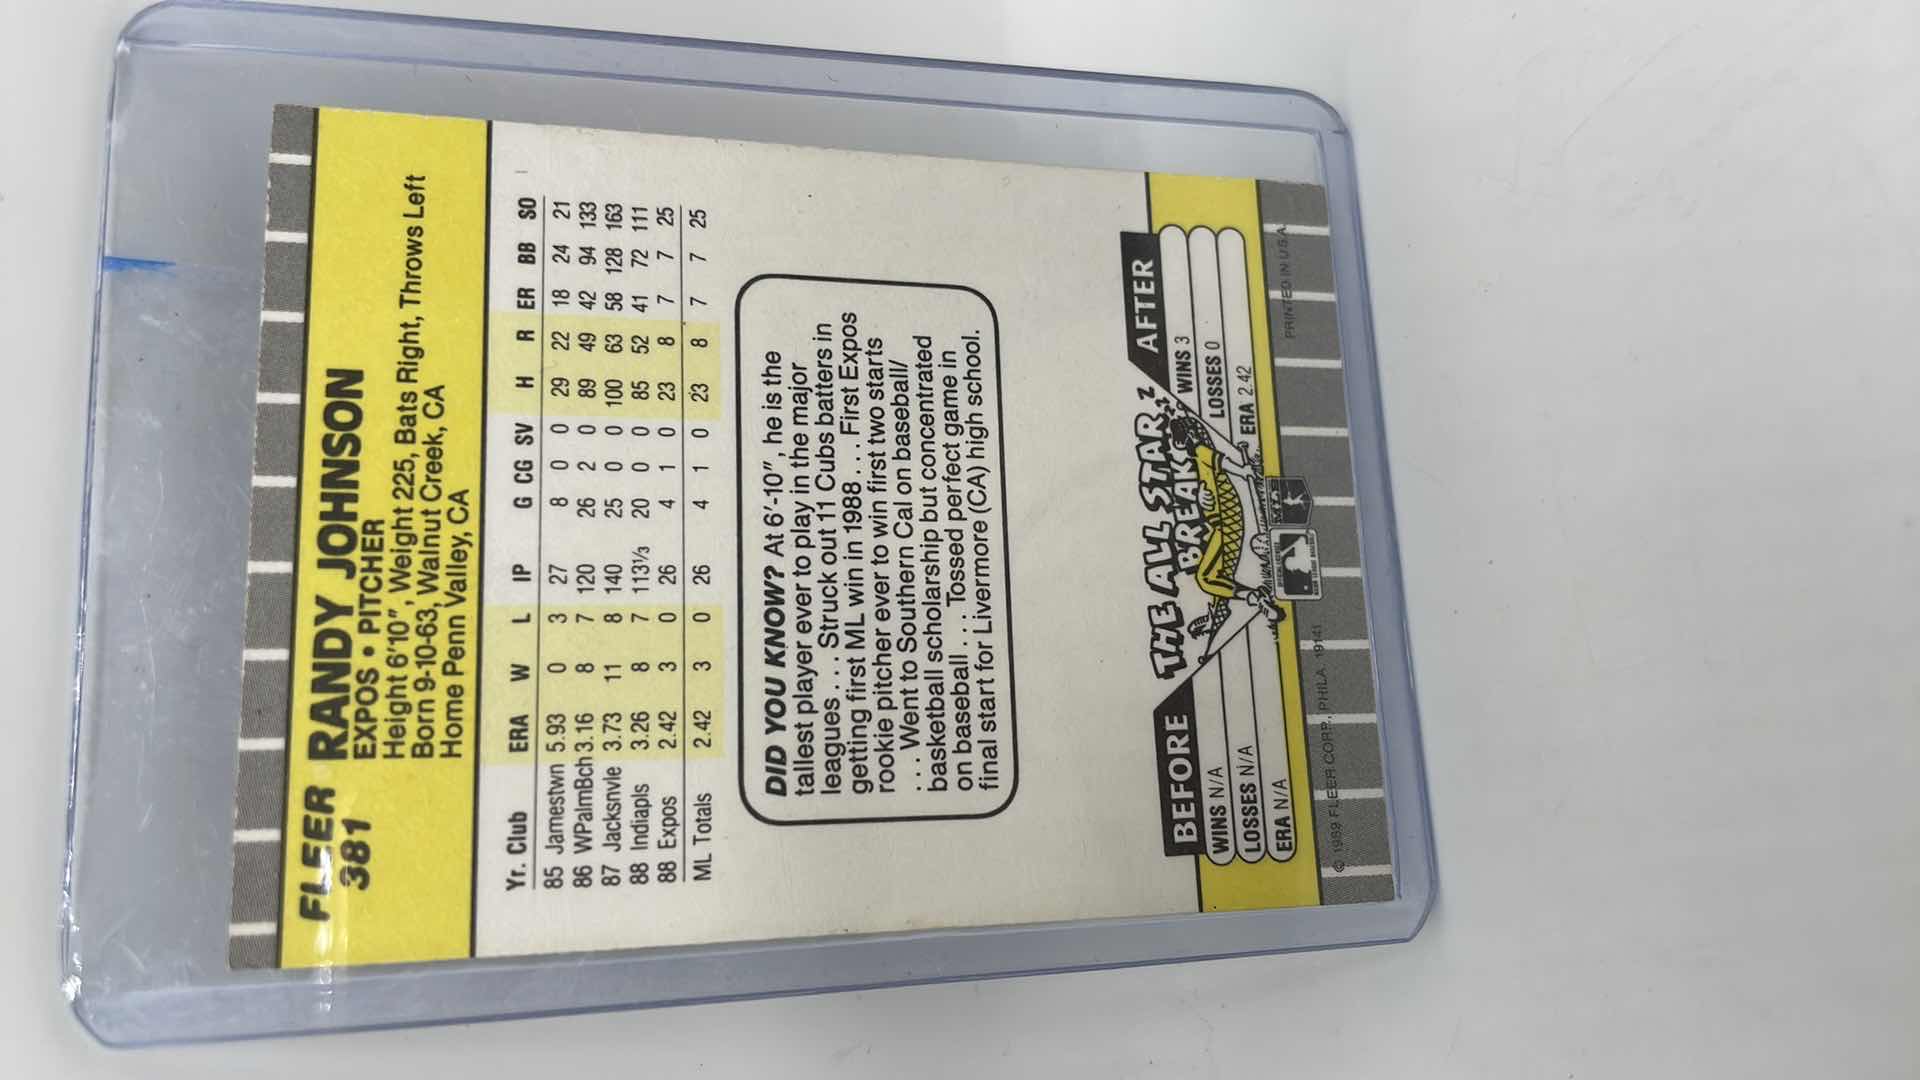 FLEER RANDY JOHNSON
381 EXPOS • PITCHER
Height 6'10", Weight 225, Bats Right, Throws Left
Born 9-10-63, Walnut Creek, CA
Home Penn Valley, CA
Yr. Club ERA W L IP G CG SV H R ER BB SO
85 Jamestwn 5.93 0 3 27 8 0 0 29 22 18 24 21
86 WPalmBch 3.16 8 7 120 26 2 0 89 49 42 94 133
87 Jacksnvle 3.73 11 8 140 25 0 0 100 63 58 128 163
88 Indiapls 3.26 8 7 113⅓ 20 0 0 85 52 41 72 111
88 Expos 2.42 3 0 26 4 1 0 23 8 7 7 25
ML Totals 2.42 3 0 26 4 1 0 23 8 7 7 25
DID YOU KNOW? At 6'-10", he is the
tallest player ever to play in the major
leagues . . . Struck out 11 Cubs batters in
getting first ML win in 1988 . . . First Expos
rookie pitcher ever to win first two starts
. . . Went to Southern Cal on baseball/
basketball scholarship but concentrated
on baseball . . . Tossed perfect game in
final start for Livermore (CA) high school.
BEFORE THE ALL STAR BREAK AFTER
WINS N/A WINS 3
LOSSES N/A LOSSES 0
ERA N/A ERA 2.42
© 1989 FLEER CORP., PHILA. 19141 PRINTED IN U.S.A.